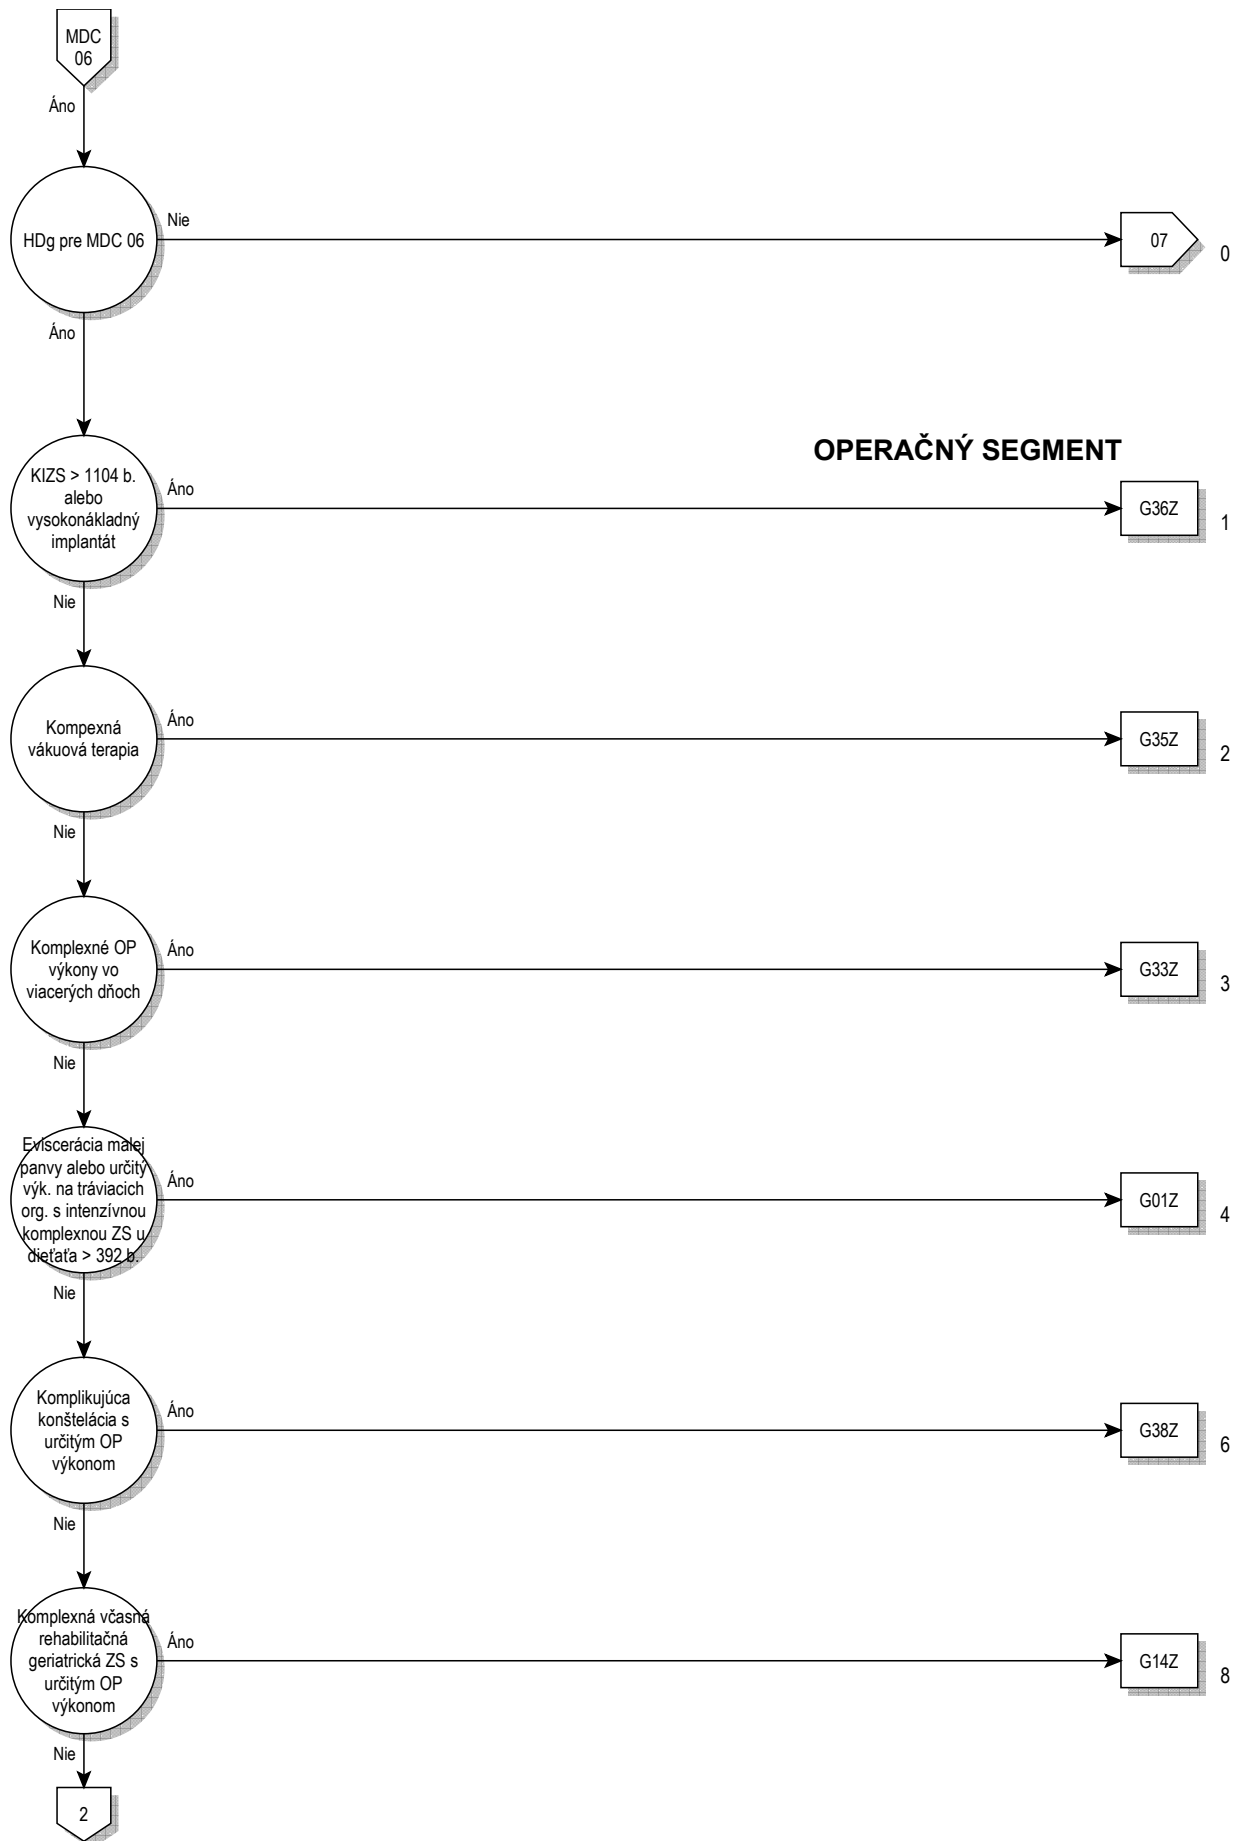 MDC
06
Áno
HDg pre MDC 06
Nie
07
0
Áno
OPERAČNÝ SEGMENT
KIZS > 1104 b.
alebo
vysokonákladný
implantát
Áno
G36Z
1
Nie
Kompexná
vákuová terapia
Áno
G35Z
2
Nie
Komplexné OP
výkony vo
viacerých dňoch
Áno
G33Z
3
Nie
Eviscerácia malej
panvy alebo určitý
výk. na tráviacich
org. s intenzívnou
komplexnou ZS u
dieťaťa > 392 b.
Áno
G01Z
4
Nie
Komplikujúca
konštelácia s
určitým OP
výkonom
Áno
G38Z
6
Nie
Komplexná včasná
rehabilitačná
geriatrická ZS s
určitým OP
výkonom
Áno
G14Z
8
Nie
2